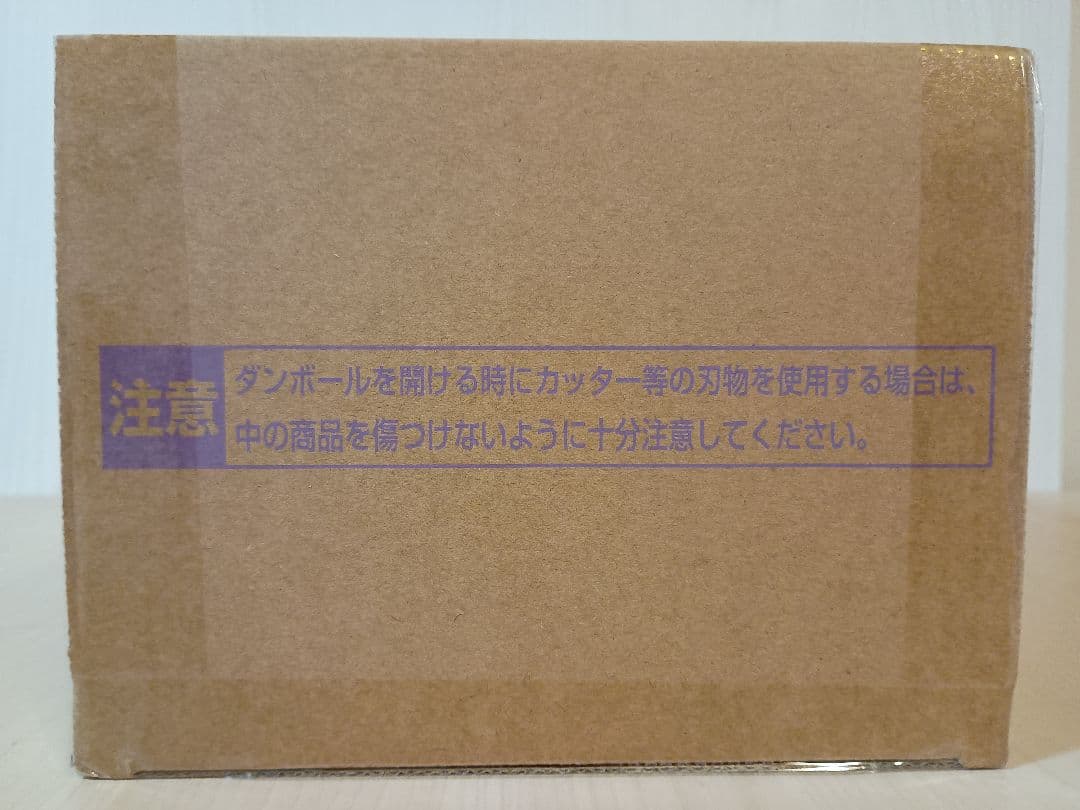 注意
ダンボールを開ける時にカッター等の刃物を使用する場合は、
中の商品を傷つけないように十分注意してください。